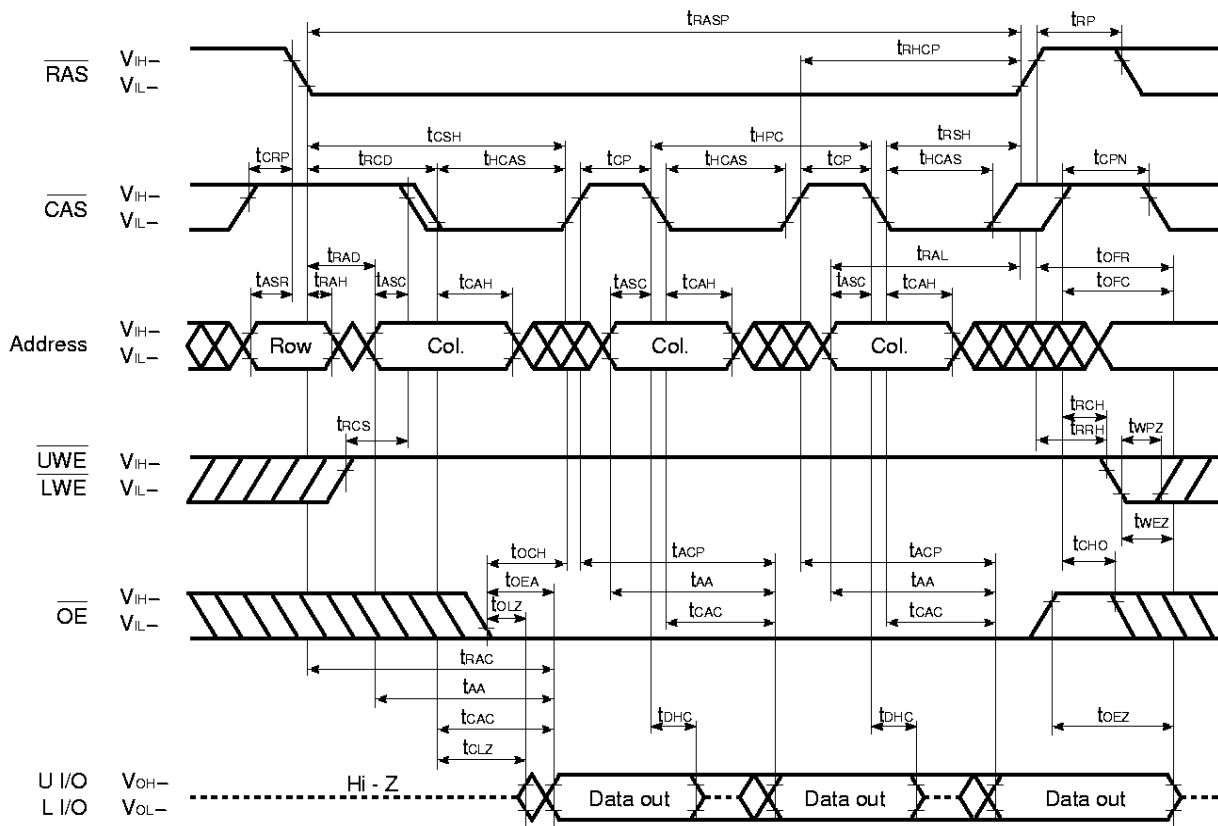 tRASP tRP
RAS VIH– tRHCP
VIL–
tCSH tHPC tRSH
tCRP tRCD tHCAS tCP tHCAS tCP tHCAS tCPN
CAS VIH–
VIL–
tRAD tRAL tOFR
tASR tRAH tASC tCAH tASC tCAH tASC tCAH tOFC
Address VIH– Row Col. Col. Col.
VIL–
tRCH
tRCS tRRH tWPZ
UWE VIH–
LWE VIL–
tWEZ
tOCH tACP tACP tCHO
tOEA tAA tAA
OE VIH– tOLZ tCAC tCAC
VIL–
tRAC
tAA
tCAC tDHC tDHC tOEZ
tCLZ
U I/O VOH– Hi - Z Data out Data out Data out
L I/O VOL–